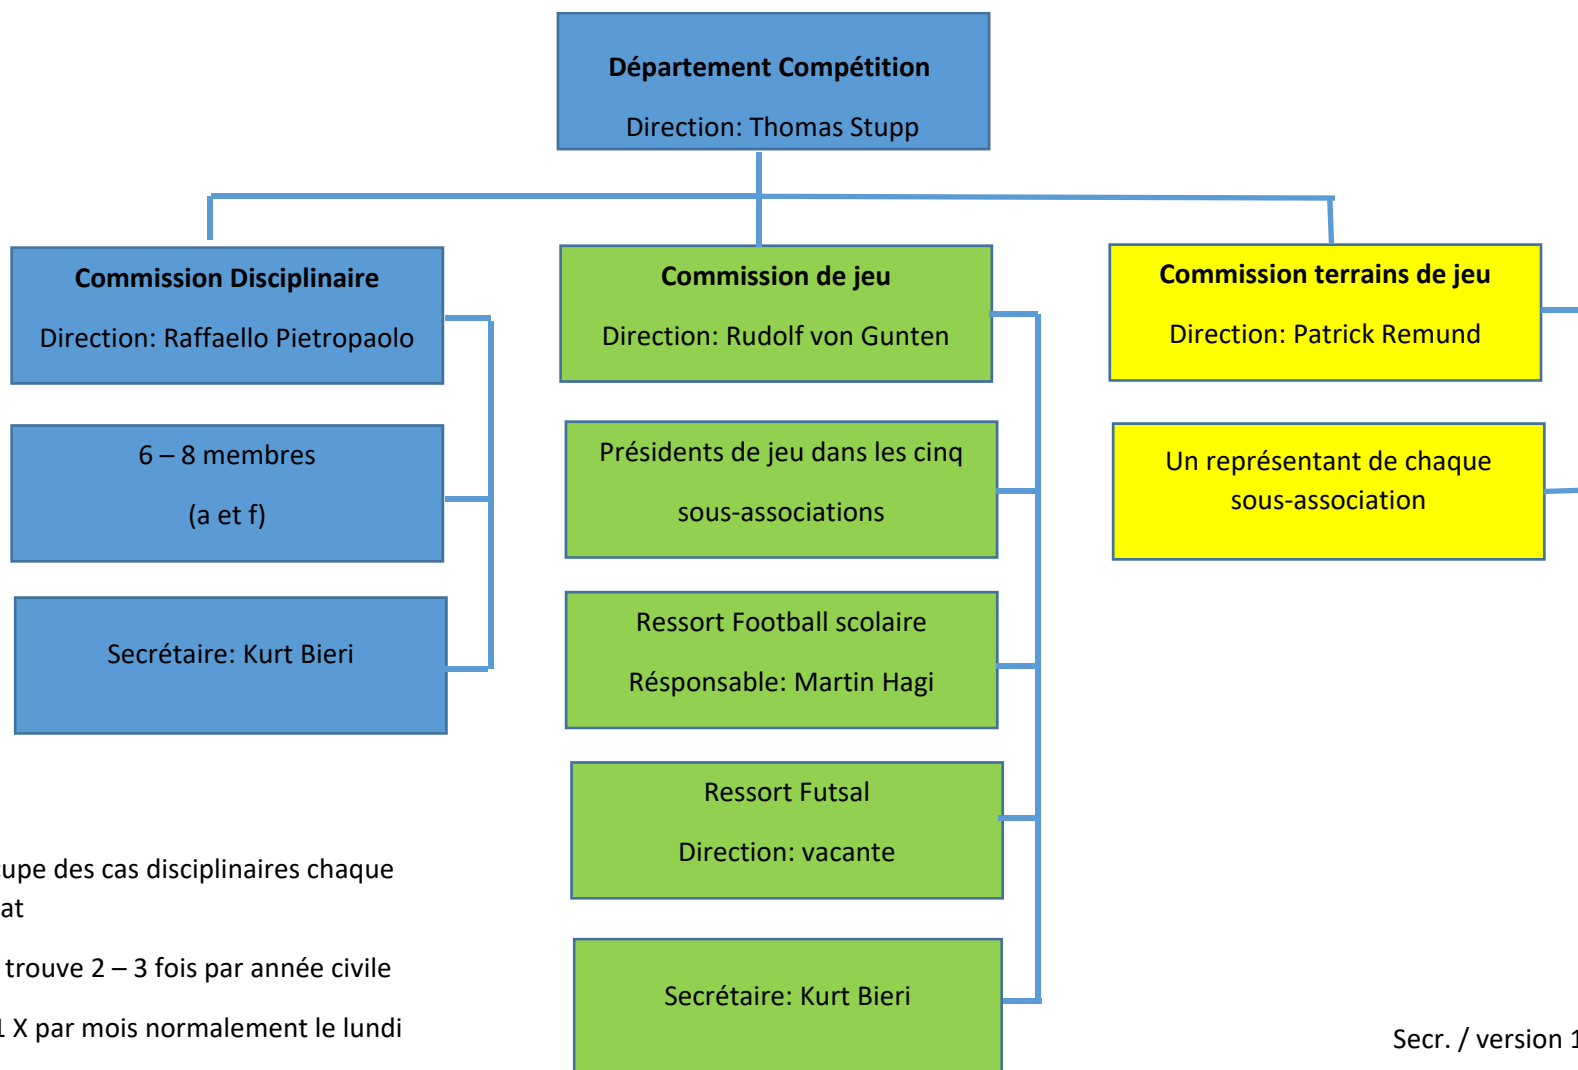 Département Compétition
Direction: Thomas Stupp
Commission Disciplinaire
Direction: Raffaello Pietropaolo
6 – 8 membres
(a et f)
Secrétaire: Kurt Bieri
Commission de jeu
Direction: Rudolf von Gunten
Présidents de jeu dans les cinq
sous-associations
Ressort Football scolaire
Résponsable: Martin Hagi
Ressort Futsal
Direction: vacante
Secrétaire: Kurt Bieri
Commission terrains de jeu
Direction: Patrick Remund
Un représentant de chaque
sous-association
des cas disciplinaires chaque
trouve 2 – 3 fois par année civile
X par mois normalement le lundi
Secr. / version